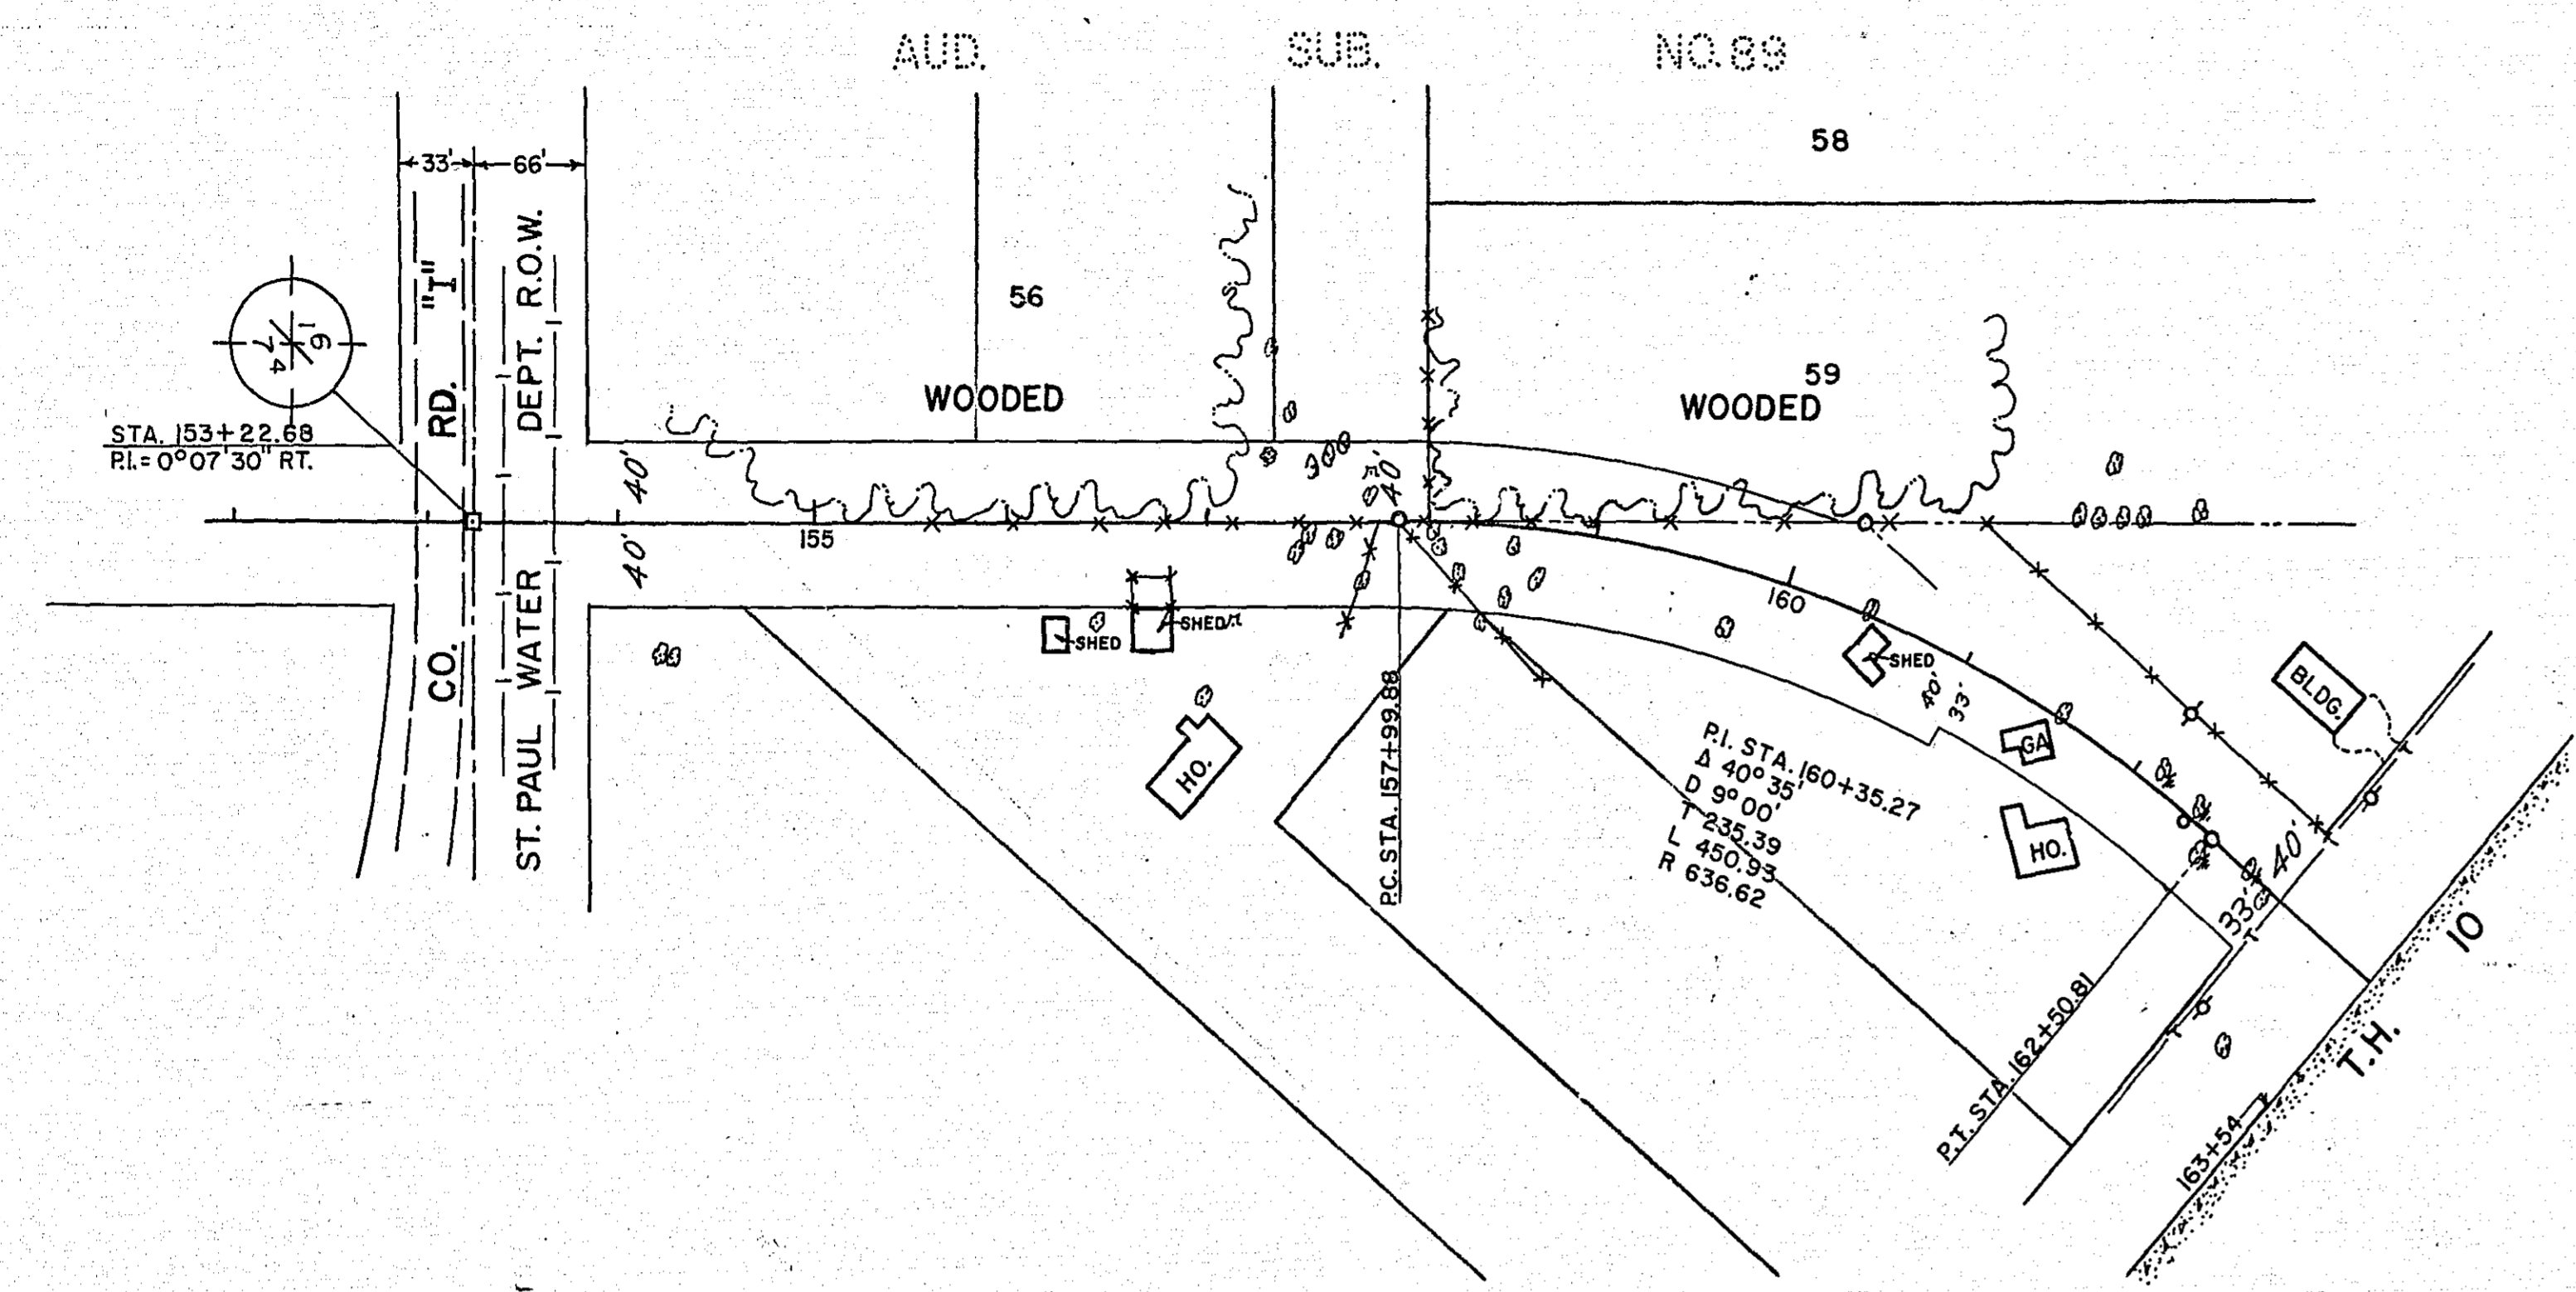 AUD. SUB. NO. 89
58
33' 66'
"I"
RD.
CO.
DEPT. R.O.W.
ST. PAUL WATER
16
7 4
STA. 153+22.68
P.I. = 0°07'30" RT.
56
WOODED
59
WOODED
40'
40'
40'
155
160
SHED
SHED
SHED
40'
33'
HO.
P.C. STA. 157+99.88
P.I. STA. 160+35.27
Δ 40°35'
D 9°00'
T 235.39
L 450.93
R 636.62
GA
HO.
BLDG.
33' 40'
P.T. STA. 162+50.81
163+54
T.H. 10